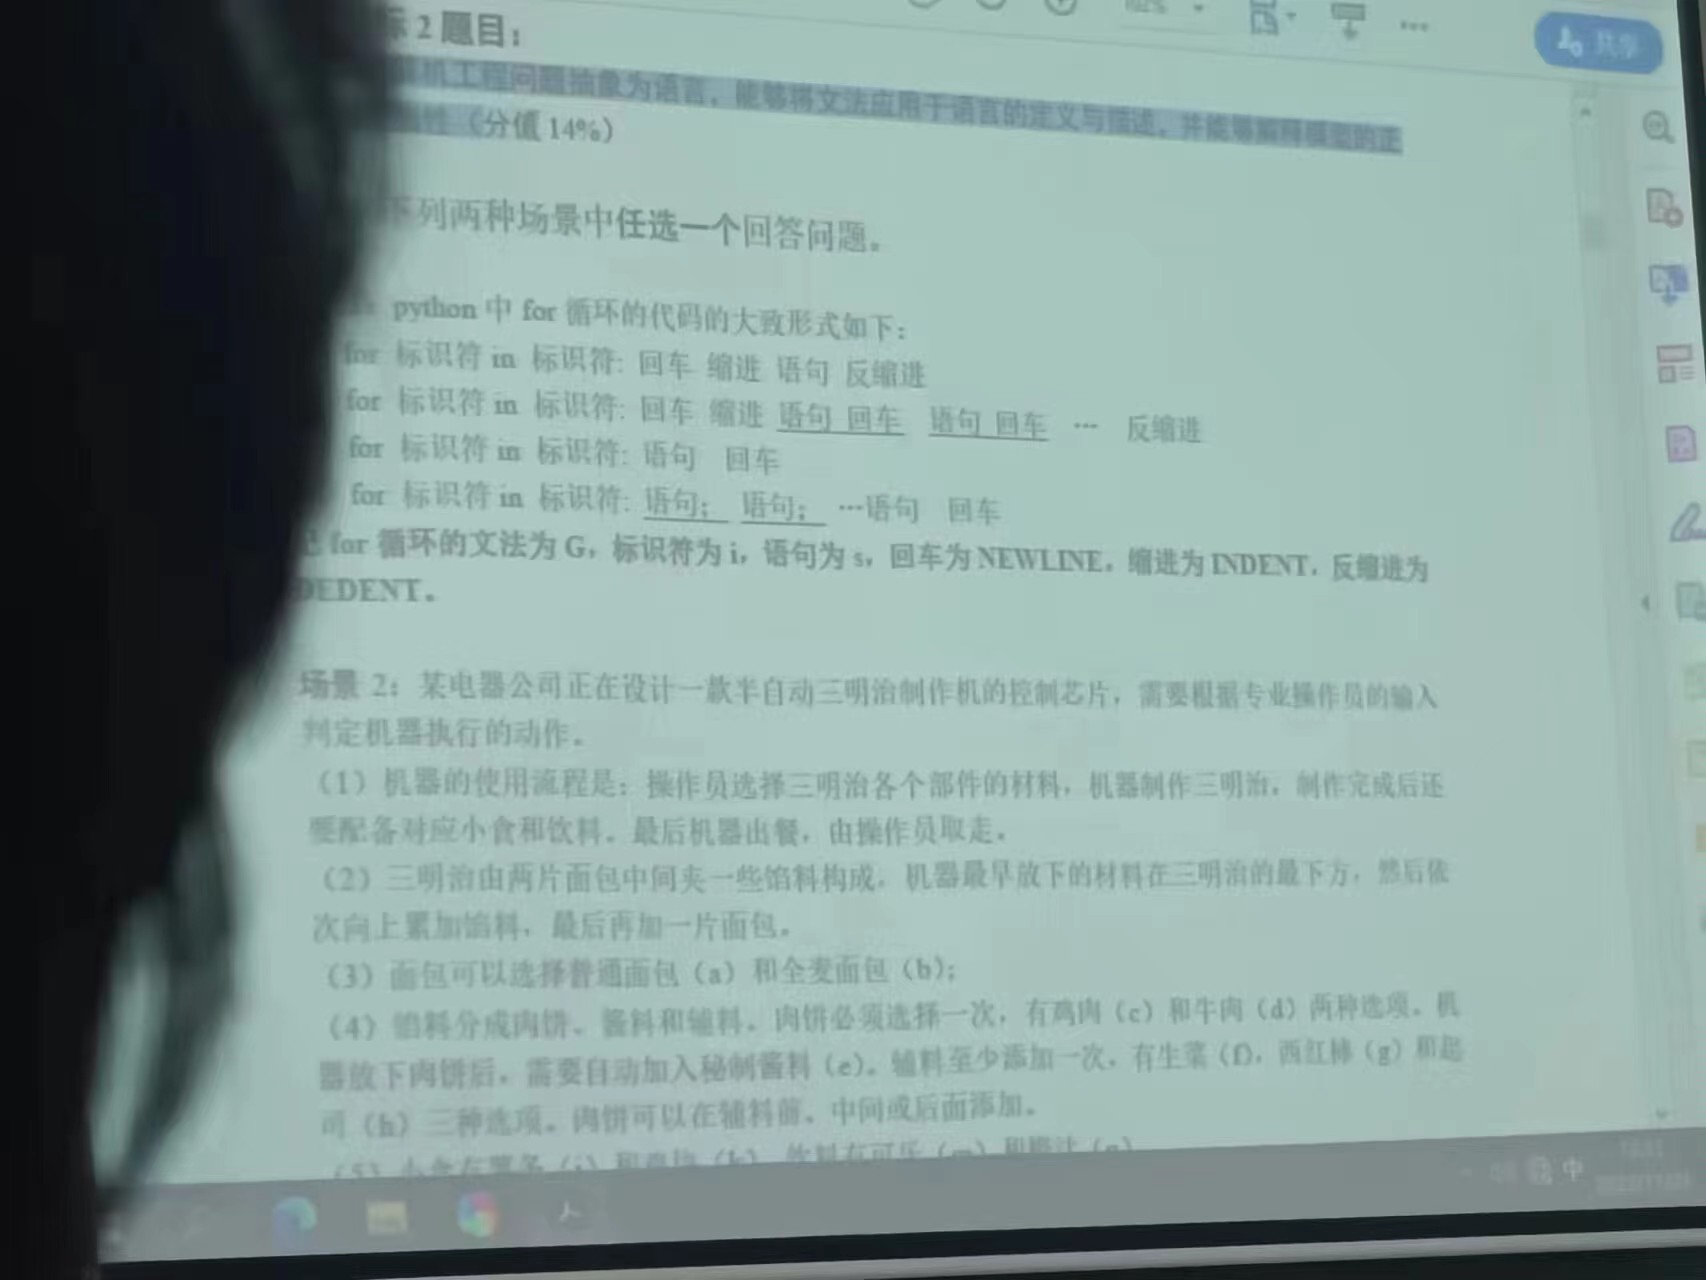 标 2 题目：
机工程问题抽象为语言，能够将文法应用于语言的定义与描述，并能够解释模型的正
性（分值 14%）
下列两种场景中任选一个回答问题。
python 中 for 循环的代码的大致形式如下：
for 标识符 in 标识符: 回车 缩进 语句 反缩进
for 标识符 in 标识符: 回车 缩进 语句 回车 语句 回车 … 反缩进
for 标识符 in 标识符: 语句 回车
for 标识符 in 标识符: 语句； 语句； …语句 回车
记 for 循环的文法为 G，标识符为 i，语句为 s，回车为 NEWLINE，缩进为 INDENT，反缩进为
DEDENT。
场景 2：某电器公司正在设计一款半自动三明治制作机的控制芯片，需要根据专业操作员的输入
判定机器执行的动作。
（1）机器的使用流程是：操作员选择三明治各个部件的材料，机器制作三明治，制作完成后还
要配备对应小食和饮料。最后机器出餐，由操作员取走。
（2）三明治由两片面包中间夹一些馅料构成，机器最早放下的材料在三明治的最下方，然后依
次向上累加馅料，最后再加一片面包。
（3）面包可以选择普通面包（a）和全麦面包（b）；
（4）馅料分成肉饼、酱料和辅料。肉饼必须选择一次，有鸡肉（c）和牛肉（d）两种选项。机
器放下肉饼后，需要自动加入秘制酱料（e）。辅料至少添加一次，有生菜（f），西红柿（g）和起
司（h）三种选项。肉饼可以在辅料前、中间或后面添加。
（5）小食有薯条（j）和鸡块（k），饮料有可乐（m）和橙汁（n）
共享
中